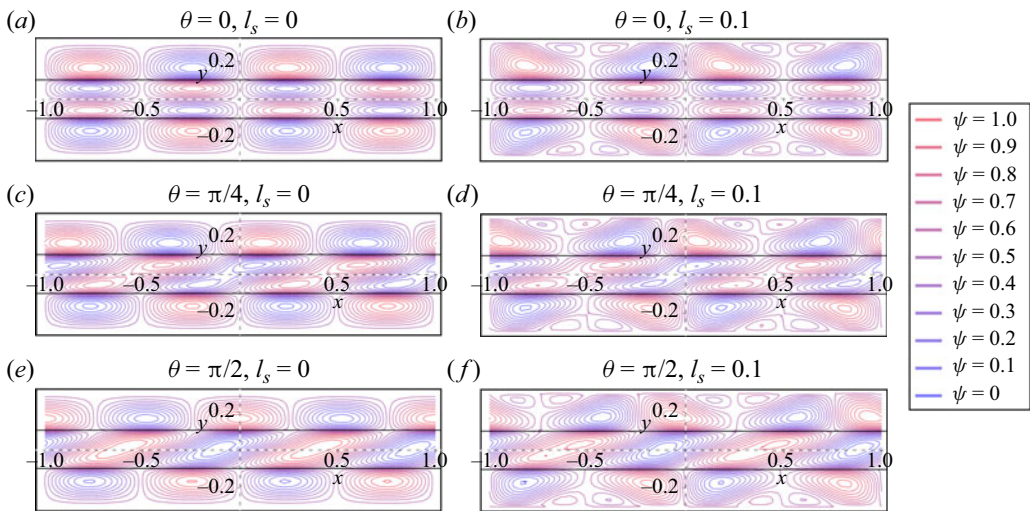 (a) θ = 0, l_s = 0
0.2
y
−1.0 −0.5 0.5 1.0
x
−0.2
(b) θ = 0, l_s = 0.1
0.2
y
−1.0 −0.5 0.5 1.0
x
−0.2
(c) θ = π/4, l_s = 0
0.2
y
−1.0 −0.5 0.5 1.0
x
−0.2
(d) θ = π/4, l_s = 0.1
0.2
y
−1.0 −0.5 0.5 1.0
x
−0.2
(e) θ = π/2, l_s = 0
0.2
y
−1.0 −0.5 0.5 1.0
x
−0.2
(f) θ = π/2, l_s = 0.1
0.2
y
−1.0 −0.5 0.5 1.0
x
−0.2
ψ = 1.0
ψ = 0.9
ψ = 0.8
ψ = 0.7
ψ = 0.6
ψ = 0.5
ψ = 0.4
ψ = 0.3
ψ = 0.2
ψ = 0.1
ψ = 0